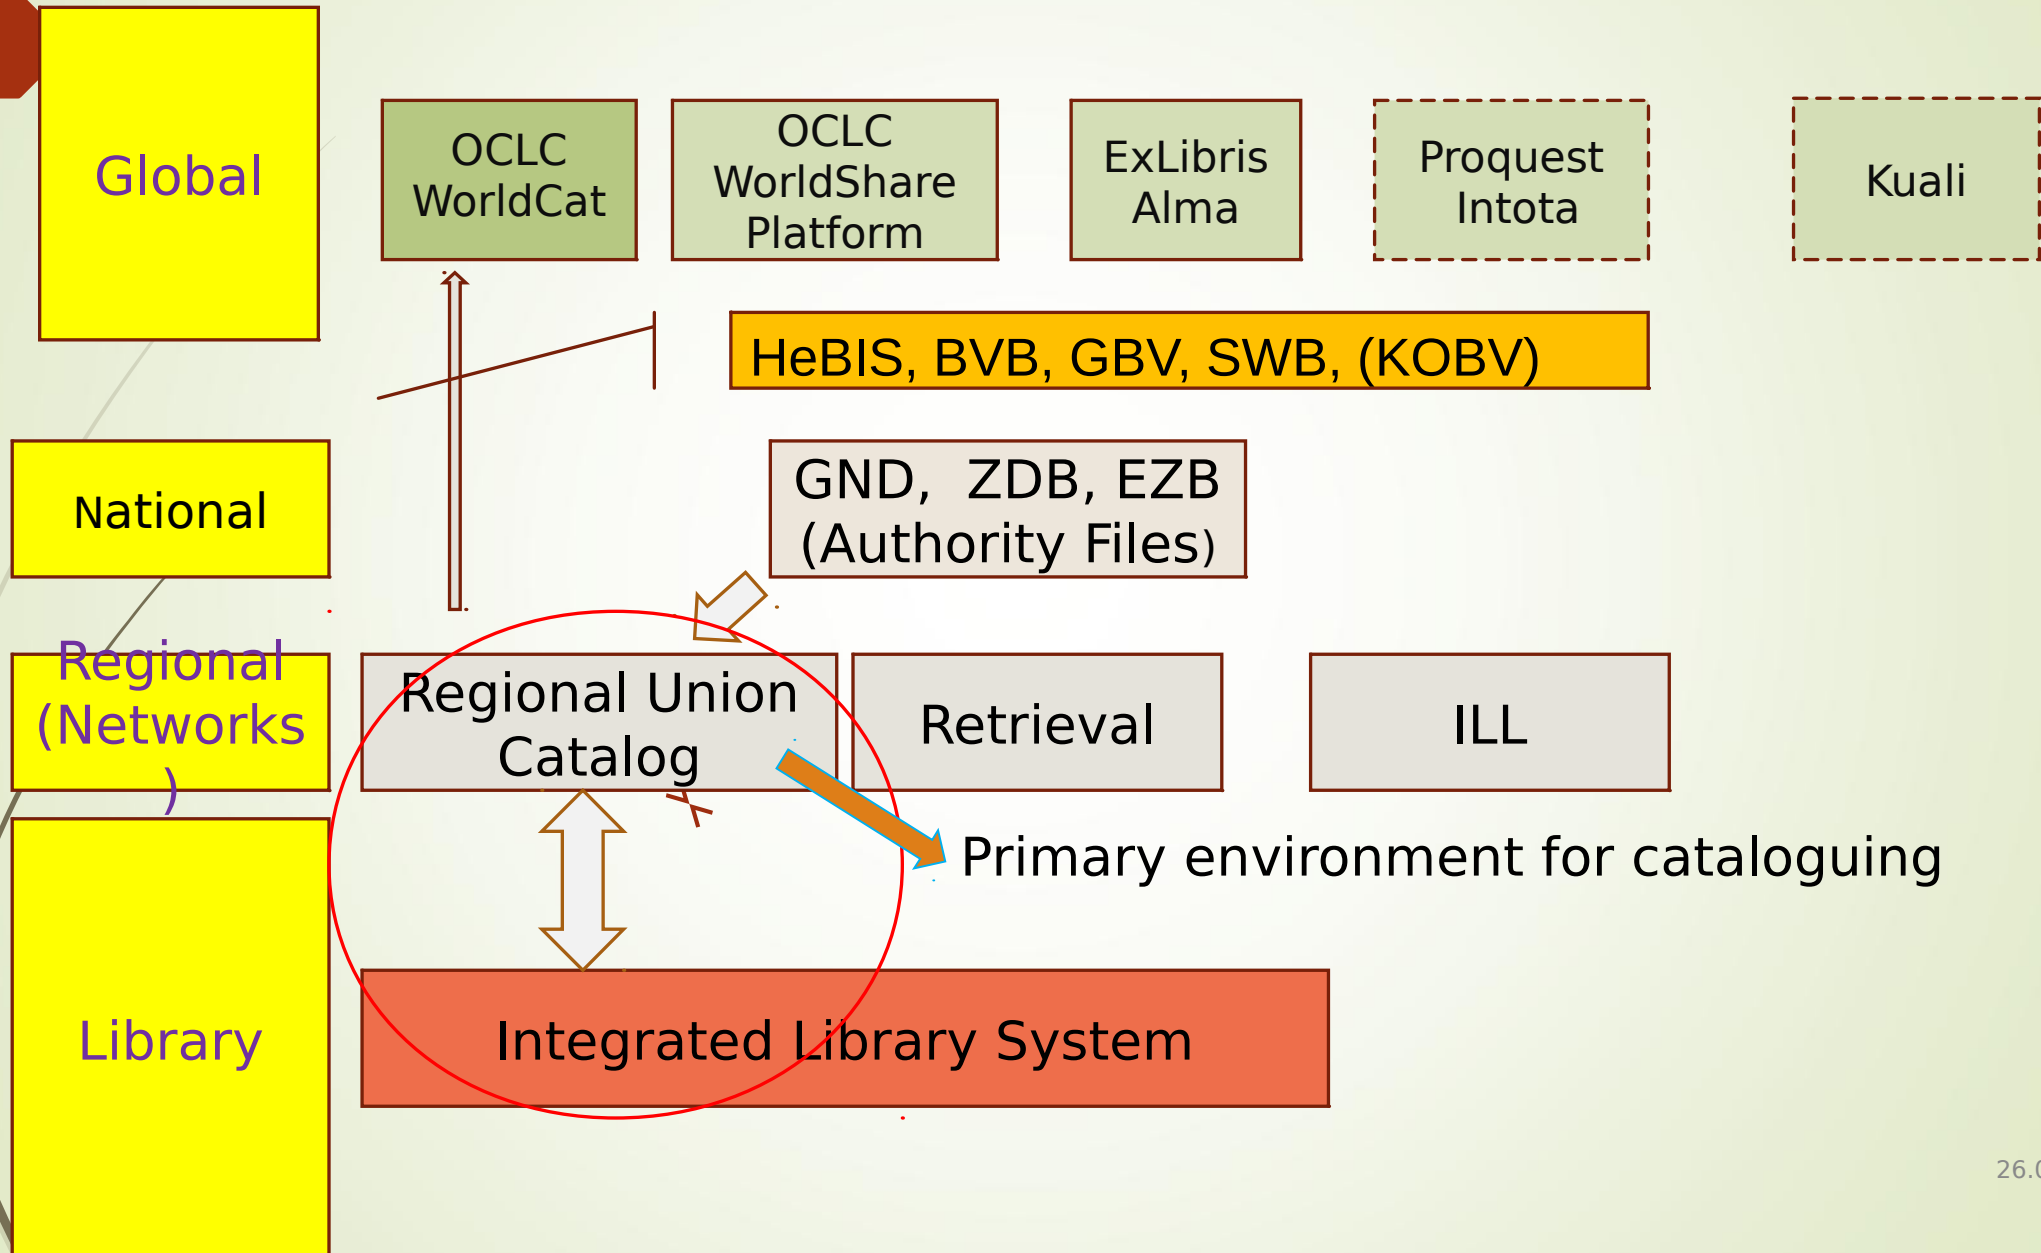 Global
OCLC
WorldCat
OCLC
WorldShare
Platform
ExLibris
Alma
Proquest
Intota
Kuali
HeBIS, BVB, GBV, SWB, (KOBV)
National
GND,  ZDB, EZB
(Authority Files)
Regional
(Networks
)
Regional Union
Catalog
Retrieval
ILL
Primary environment for cataloguing
Library
Integrated Library System